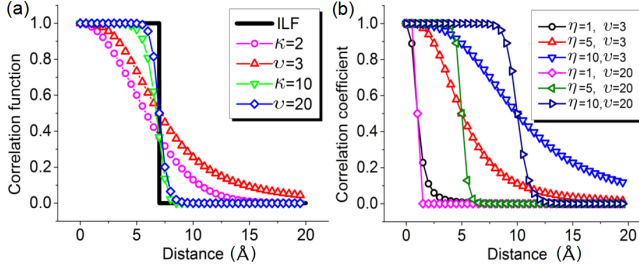 (a)
Correlation function
1.0
0.8
0.6
0.4
0.2
0.0
0
5
10
15
20
Distance (Å)
ILF
κ=2
υ=3
κ=10
υ=20
(b)
Correlation coefficient
1.0
0.8
0.6
0.4
0.2
0.0
0
5
10
15
20
Distance (Å)
η=1, υ=3
η=5, υ=3
η=10,υ=3
η=1, υ=20
η=5, υ=20
η=10,υ=20